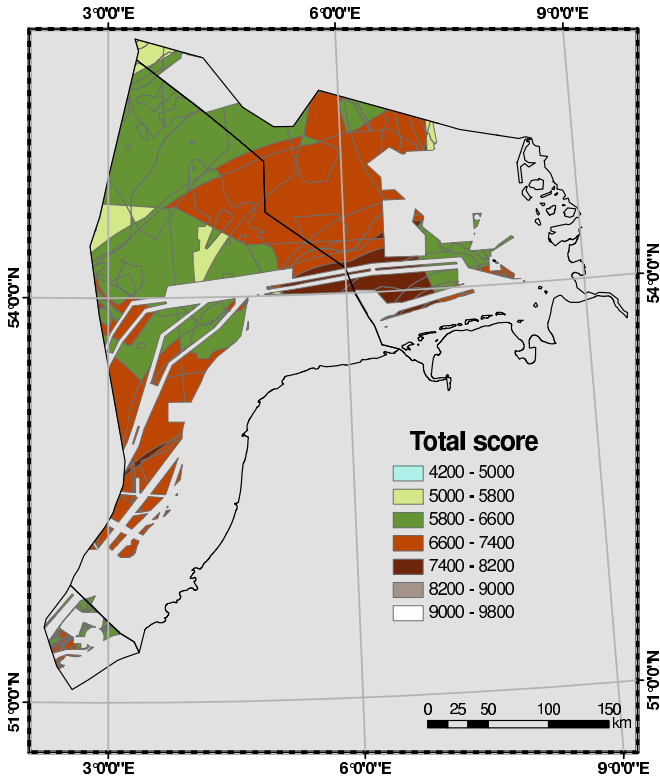 3°0'0"E 6°0'0"E 9°0'0"E
54°0'0"N 54°0'0"N
Total score
4200 - 5000
5000 - 5800
5800 - 6600
6600 - 7400
7400 - 8200
8200 - 9000
9000 - 9800
51°0'0"N 51°0'0"N
0 25 50 100 150
km
3°0'0"E 6°0'0"E 9°0'0"E